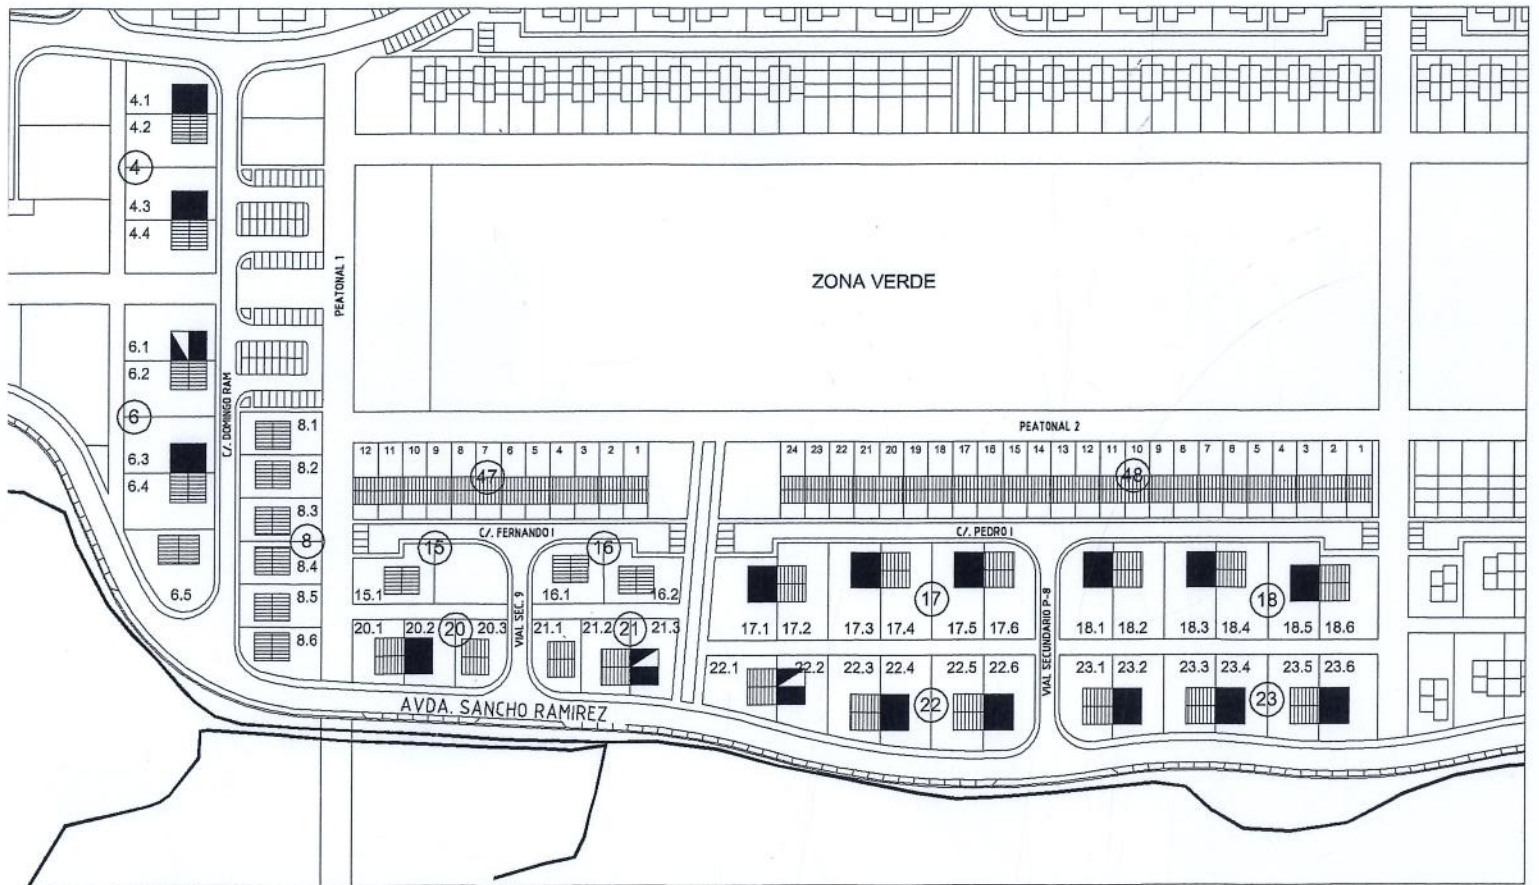 4.1
4.2
4
4.3
4.4
PEATONAL 1
ZONA VERDE
6.1
6.2
C/. DOMINGO RAM
6
6.3
6.4
6.5
8.1
8.2
8.3
8
8.4
8.5
8.6
PEATONAL 2
12 11 10 9 8 7 6 5 4 3 2 1
47
24 23 22 21 20 19 18 17 16 15 14 13 12 11 10 9 8 7 6 5 4 3 2 1
48
C/. FERNANDO I
C/. PEDRO I
15
16
15.1
16.1
16.2
VIAL SEC. 9
17
18
17.1 17.2 17.3 17.4 17.5 17.6
VIAL SECUNDARIO P-8
18.1 18.2 18.3 18.4 18.5 18.6
20.1 20.2 20 20.3
21.1 21.2 21 21.3
22.1 22.2 22.3 22.4 22.5 22.6
22
23.1 23.2 23.3 23.4 23.5 23.6
23
AVDA. SANCHO RAMIREZ